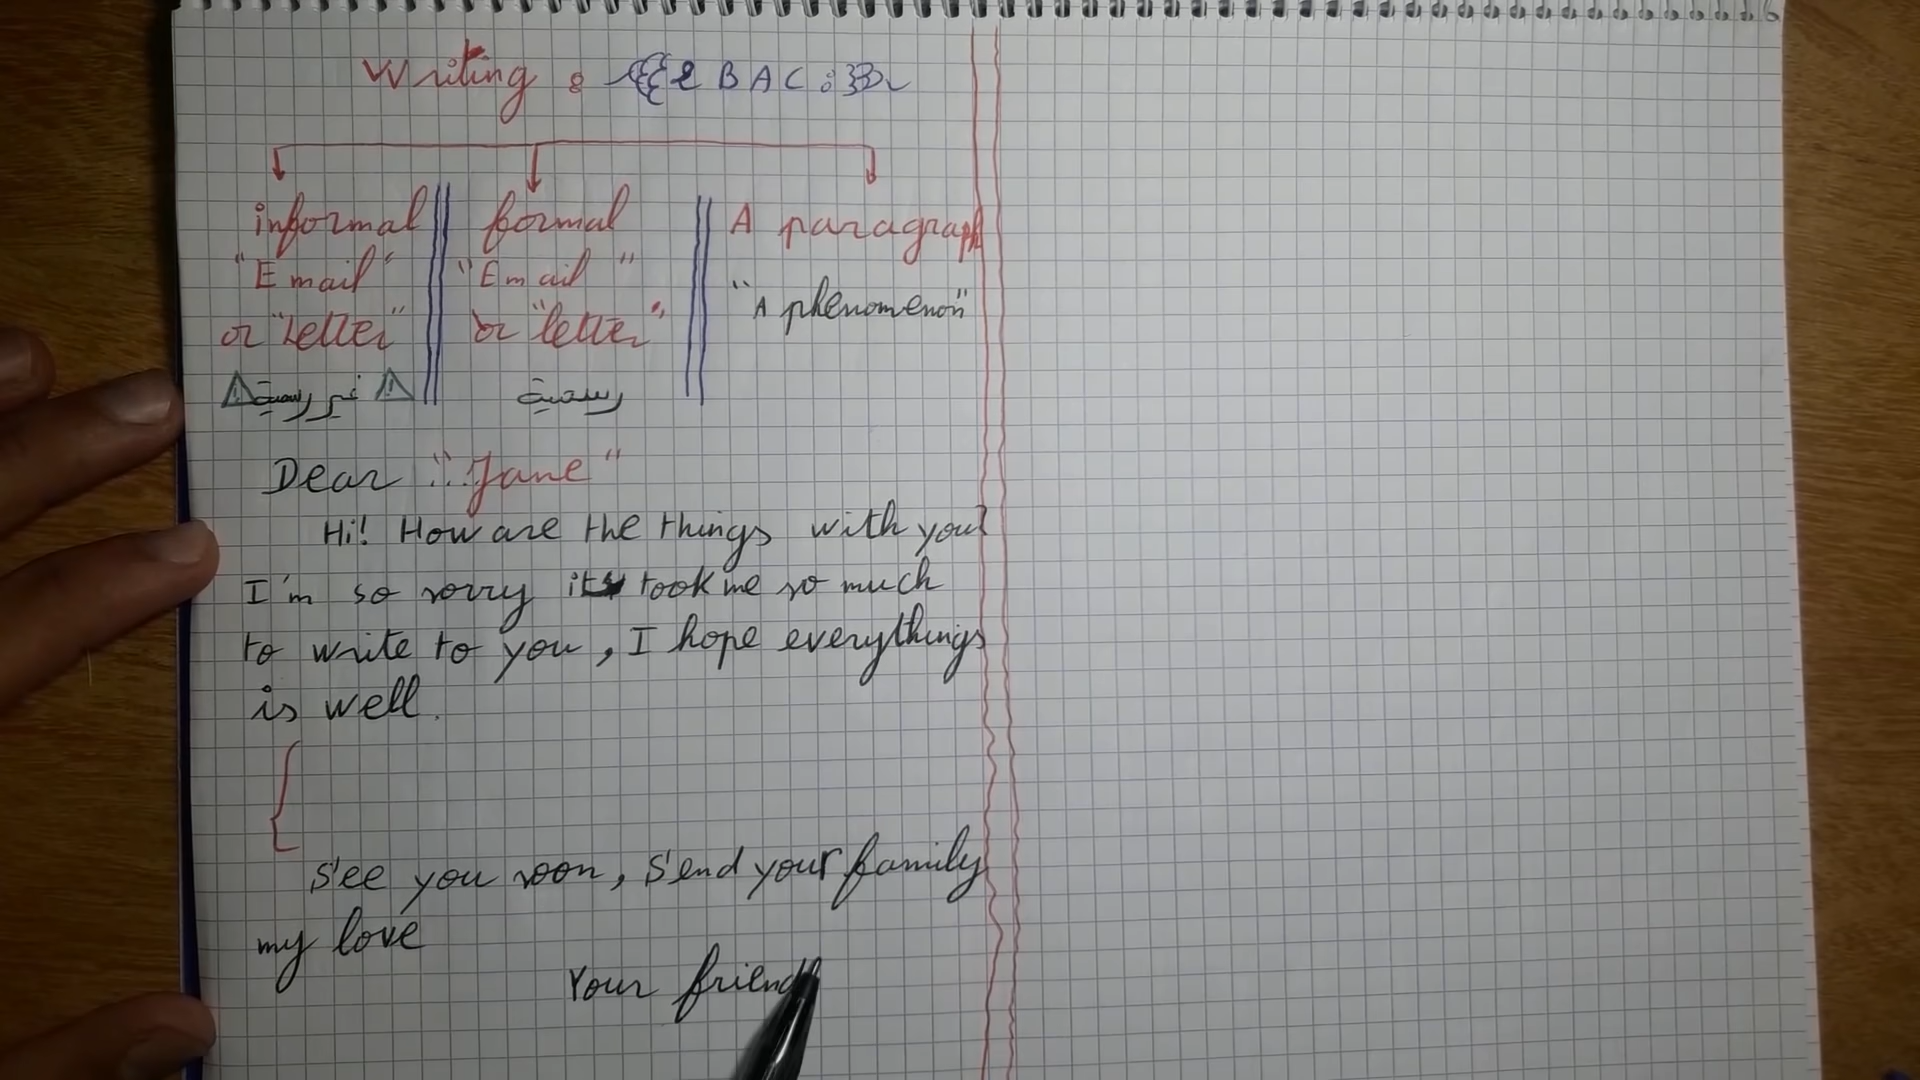 Writing : 2 BAC :
informal
"Email"
or "Letter"
غير رسمية
formal
"Email"
or "letter"
رسمية
A paragraph
"A phenomenon"
Dear "Jane"
Hi! How are the things with you?
I'm so sorry it took me so much
to write to you, I hope everythings
is well.
See you soon, Send your family
my love
Your friend